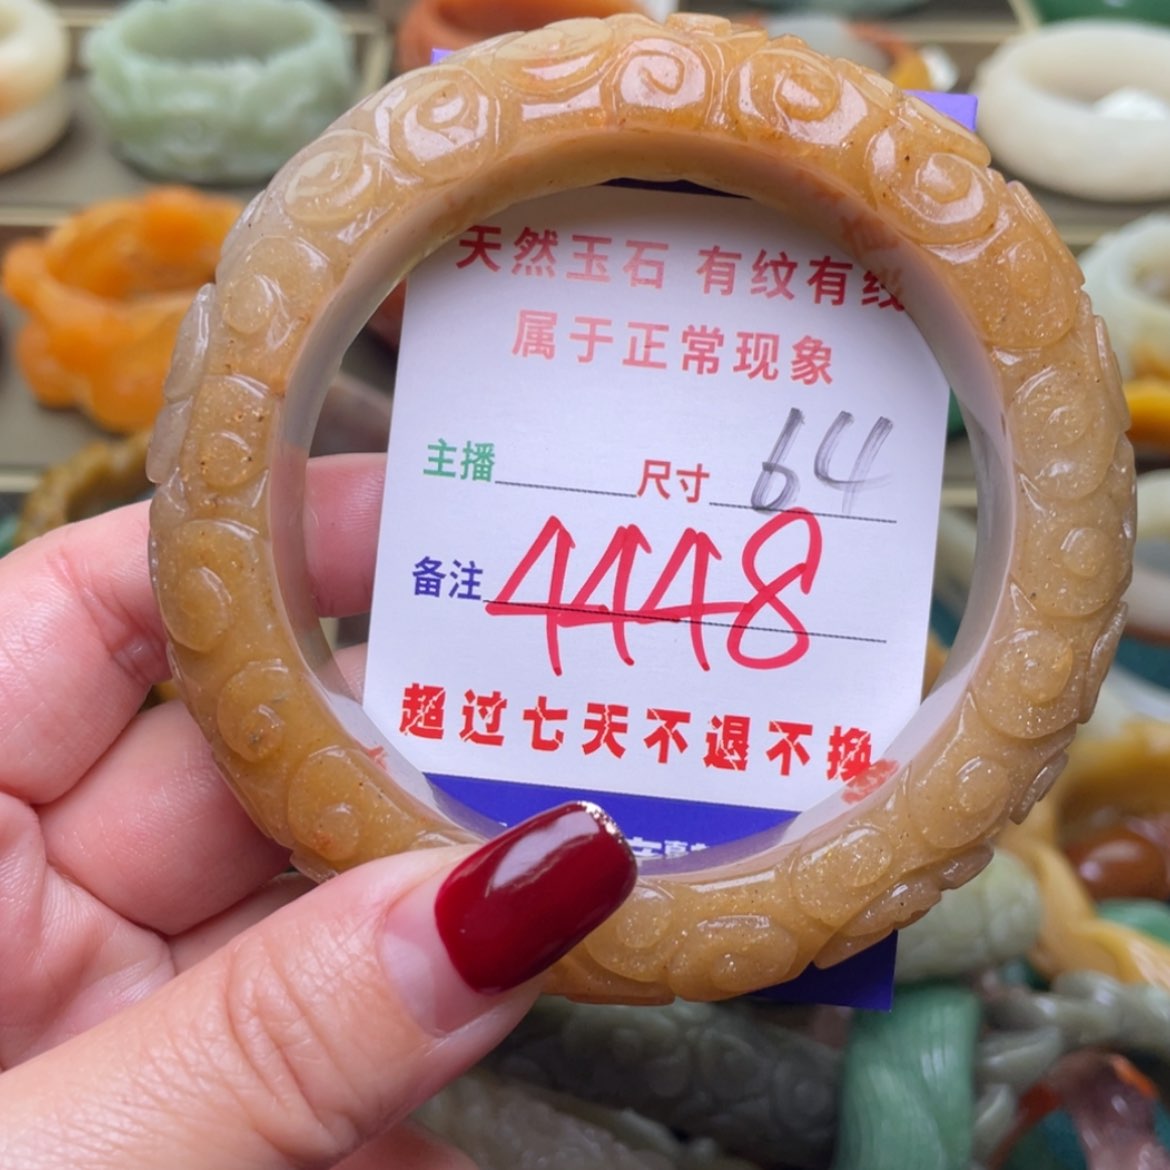 天然玉石 有纹有线
属于正常现象
主播 尺寸 64
备注 4448
超过七天不退不换